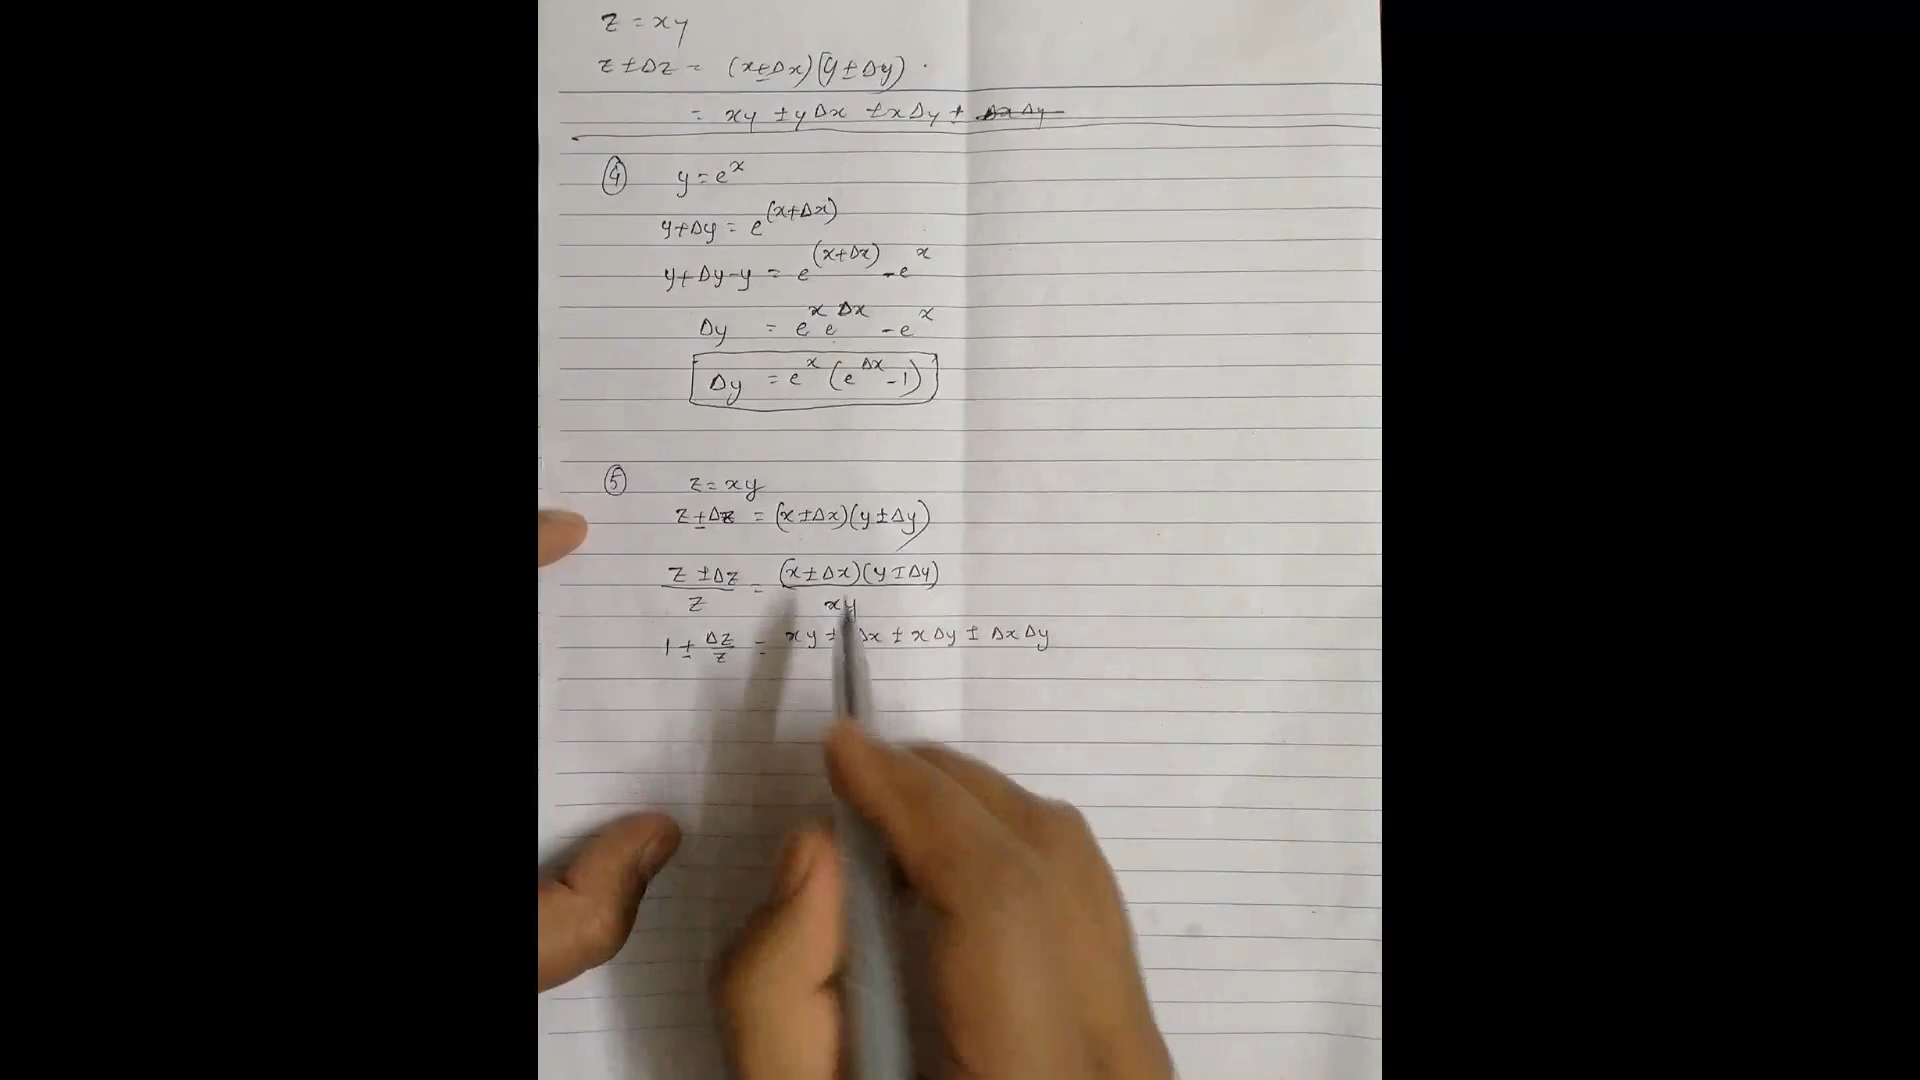 z = xy
z ± Δz = (x±Δx)(y±Δy) .
= xy ± yΔx ± xΔy ± ΔxΔy
④ y = e^x
y+Δy = e^(x+Δx)
y+Δy-y = e^(x+Δx) - e^x
Δy = e^x e^Δx - e^x
Δy = e^x (e^Δx - 1)
⑤ z = xy
z ± Δz = (x±Δx)(y±Δy)
(z ± Δz)/z = (x±Δx)(y±Δy)/xy
1 ± Δz/z = xy ± Δx ± xΔy ± ΔxΔy